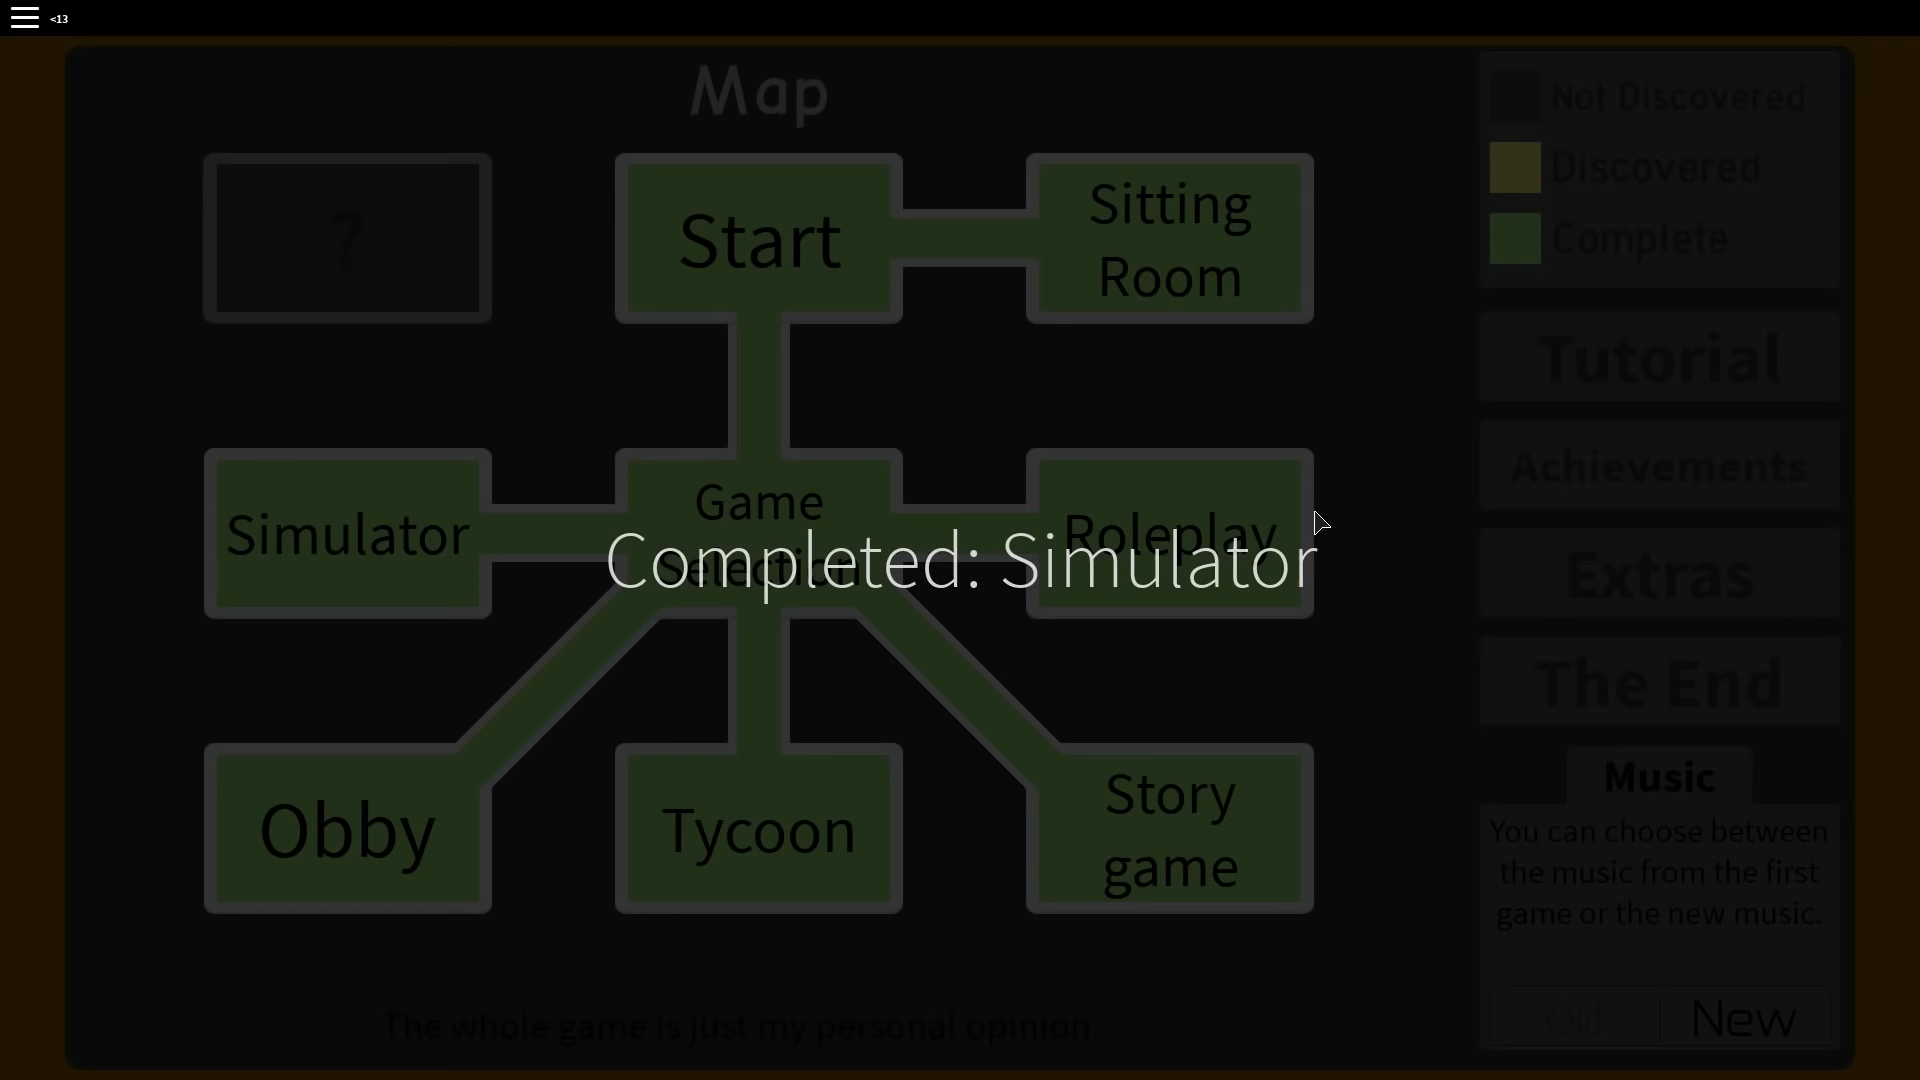 <13
Map
Not Discovered
Discovered
Complete
?
Start
Sitting
Room
Tutorial
Achievements
Simulator
Game
Selection
Roleplay
Completed: Simulator
Extras
The End
Obby
Tycoon
Story
game
Music
You can choose between
the music from the first
game or the new music.
Old
New
The whole game is just my personal opinion.